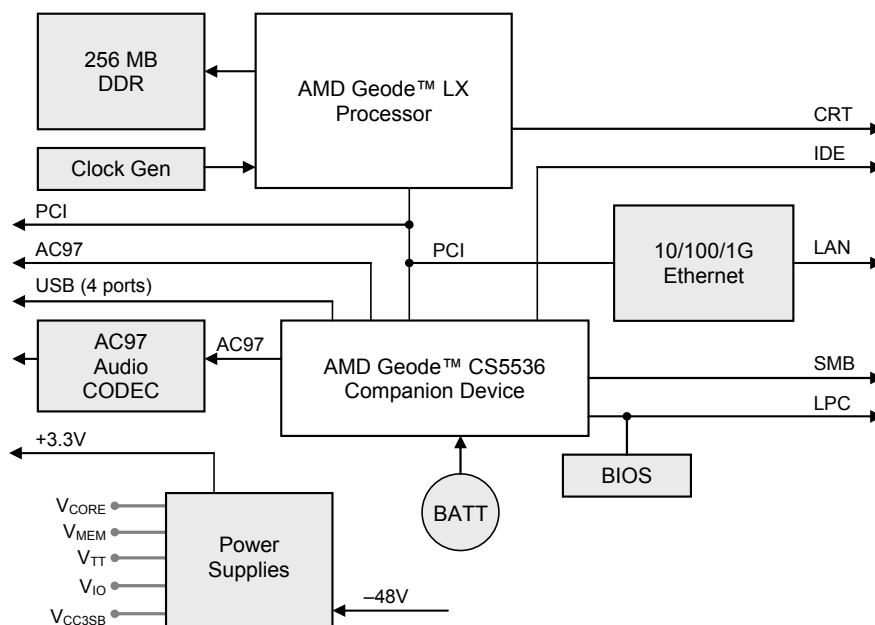 256 MB
DDR
AMD Geode™ LX
Processor
CRT
IDE
Clock Gen
PCI
AC97
USB (4 ports)
PCI
10/100/1G
Ethernet
LAN
AC97
Audio
CODEC
AC97
AMD Geode™ CS5536
Companion Device
SMB
LPC
+3.3V
BIOS
BATT
VCORE
VMEM
VTT
VIO
VCC3SB
Power
Supplies
–48V